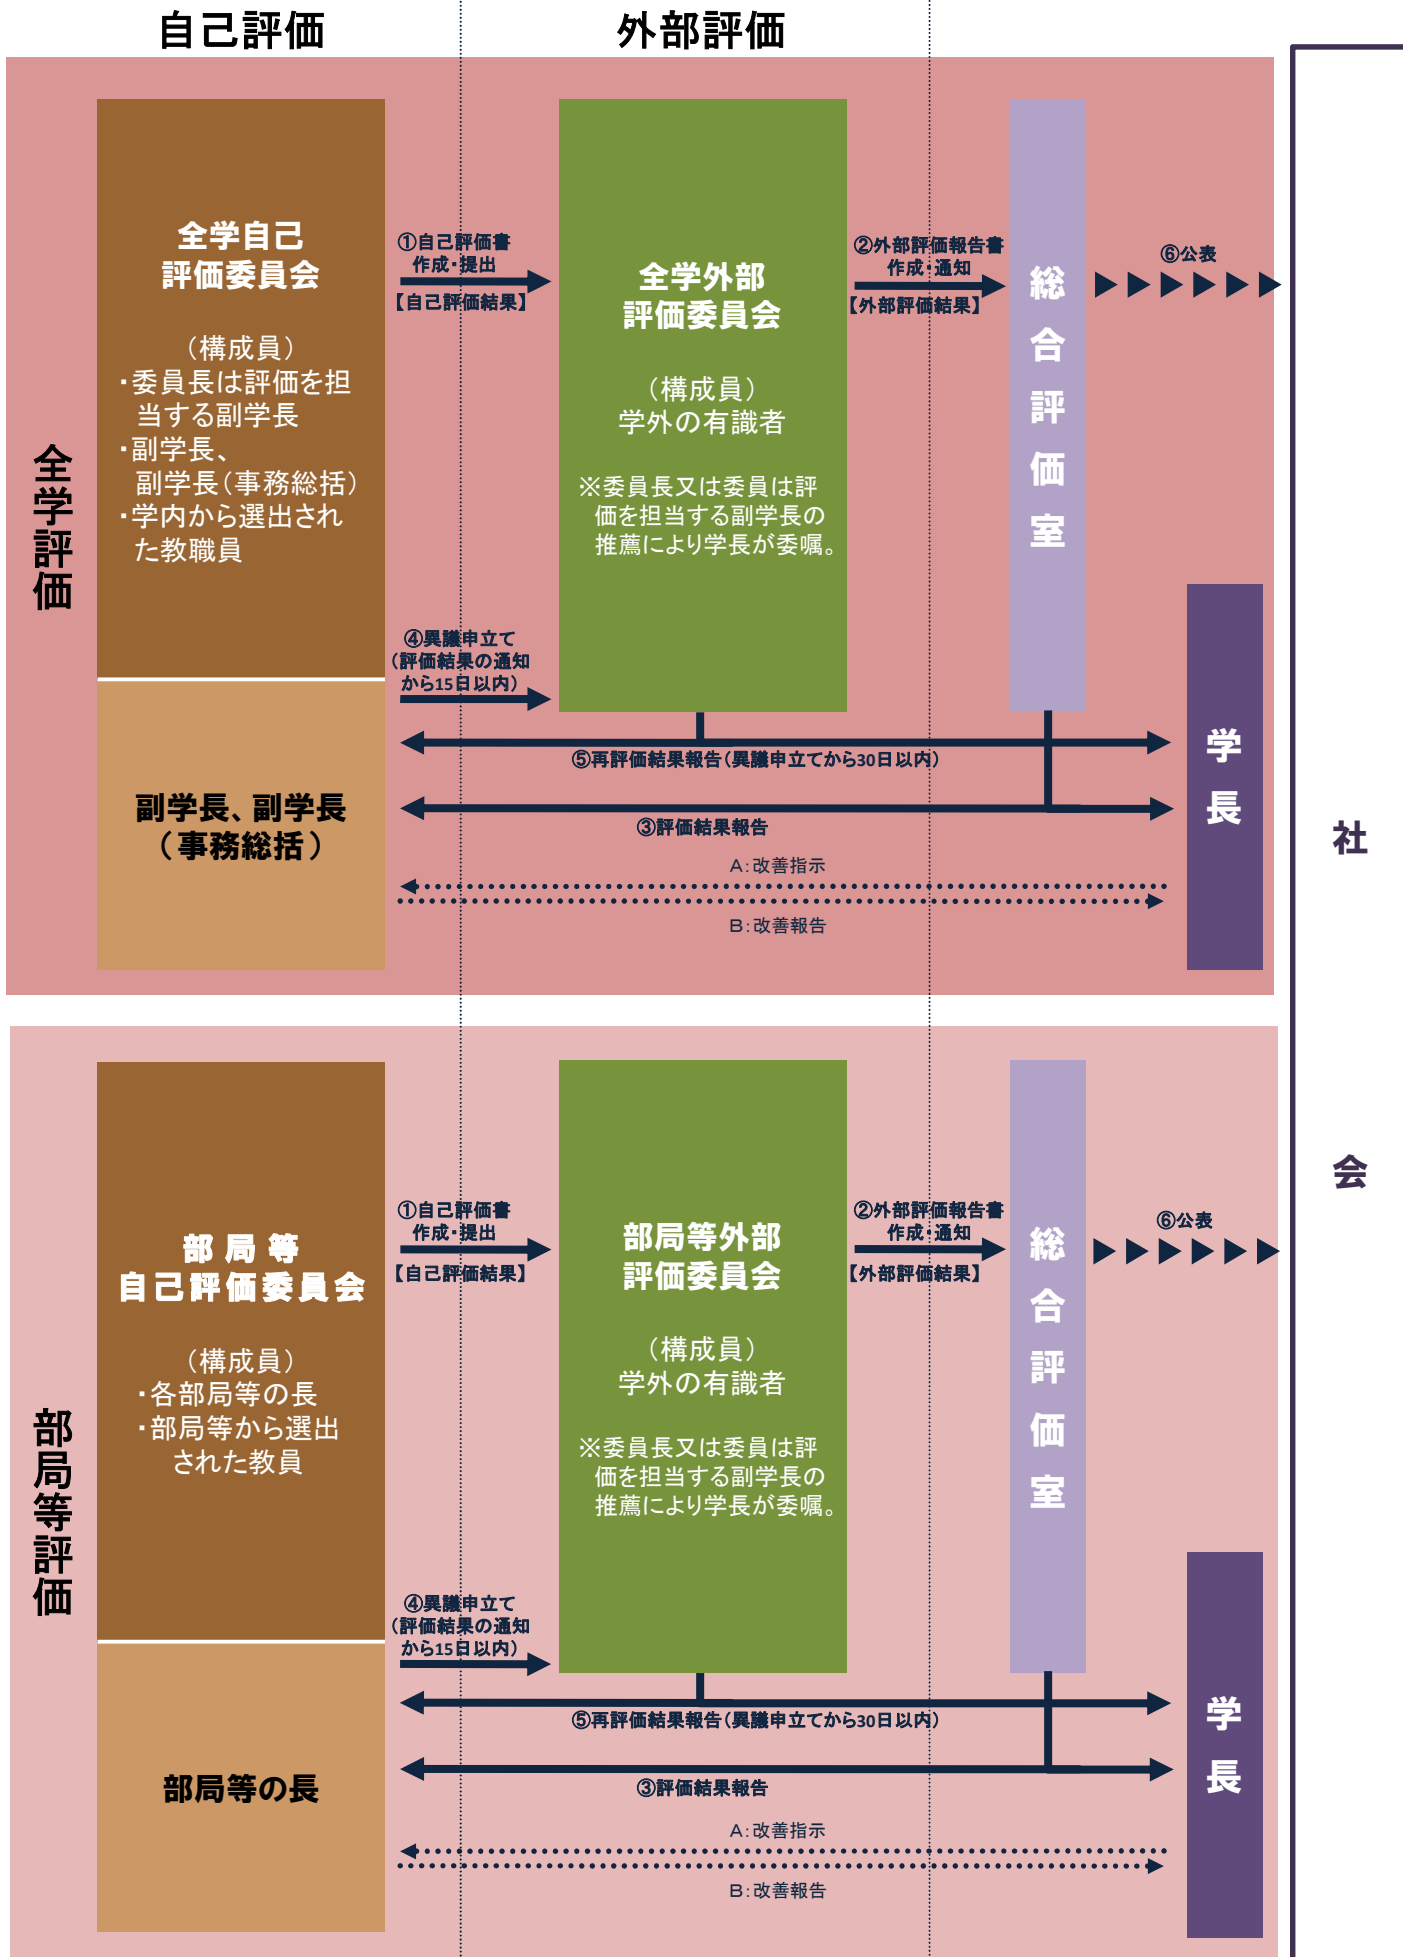 自己評価
外部評価
全学評価
全学自己
評価委員会
（構成員）
・委員長は評価を担
当する副学長
・副学長、
副学長（事務総括）
・学内から選出され
た教職員
①自己評価書
作成・提出
【自己評価結果】
全学外部
評価委員会
（構成員）
学外の有識者
※委員長又は委員は評
価を担当する副学長の
推薦により学長が委嘱。
②外部評価報告書
作成・通知
【外部評価結果】
総合評価室
⑥公表
④異議申立て
（評価結果の通知
から15日以内）
⑤再評価結果報告（異議申立てから30日以内）
副学長、副学長
（事務総括）
③評価結果報告
A：改善指示
B：改善報告
学長
社会
部局等評価
部局等
自己評価委員会
（構成員）
・各部局等の長
・部局等から選出
された教員
①自己評価書
作成・提出
【自己評価結果】
部局等外部
評価委員会
（構成員）
学外の有識者
※委員長又は委員は評
価を担当する副学長の
推薦により学長が委嘱。
②外部評価報告書
作成・通知
【外部評価結果】
総合評価室
⑥公表
④異議申立て
（評価結果の通知
から15日以内）
⑤再評価結果報告（異議申立てから30日以内）
部局等の長
③評価結果報告
A：改善指示
B：改善報告
学長